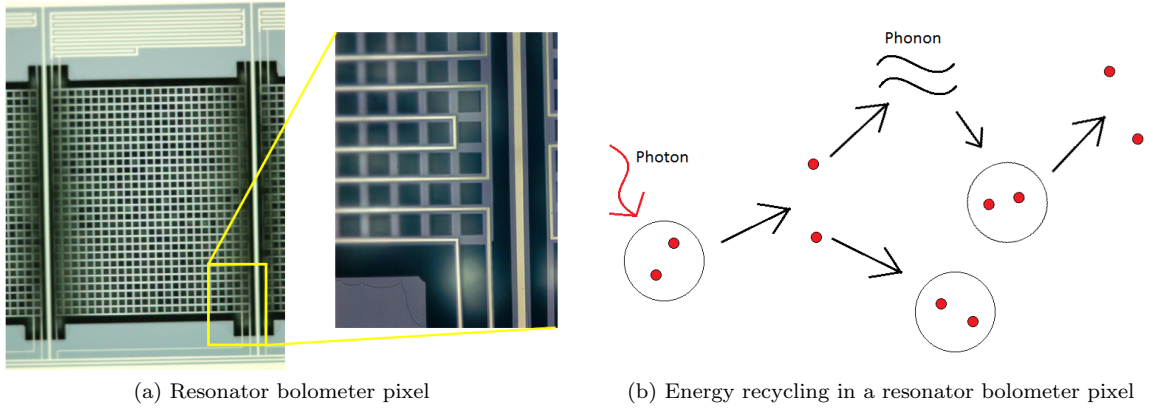 Phonon
Photon
(a) Resonator bolometer pixel
(b) Energy recycling in a resonator bolometer pixel